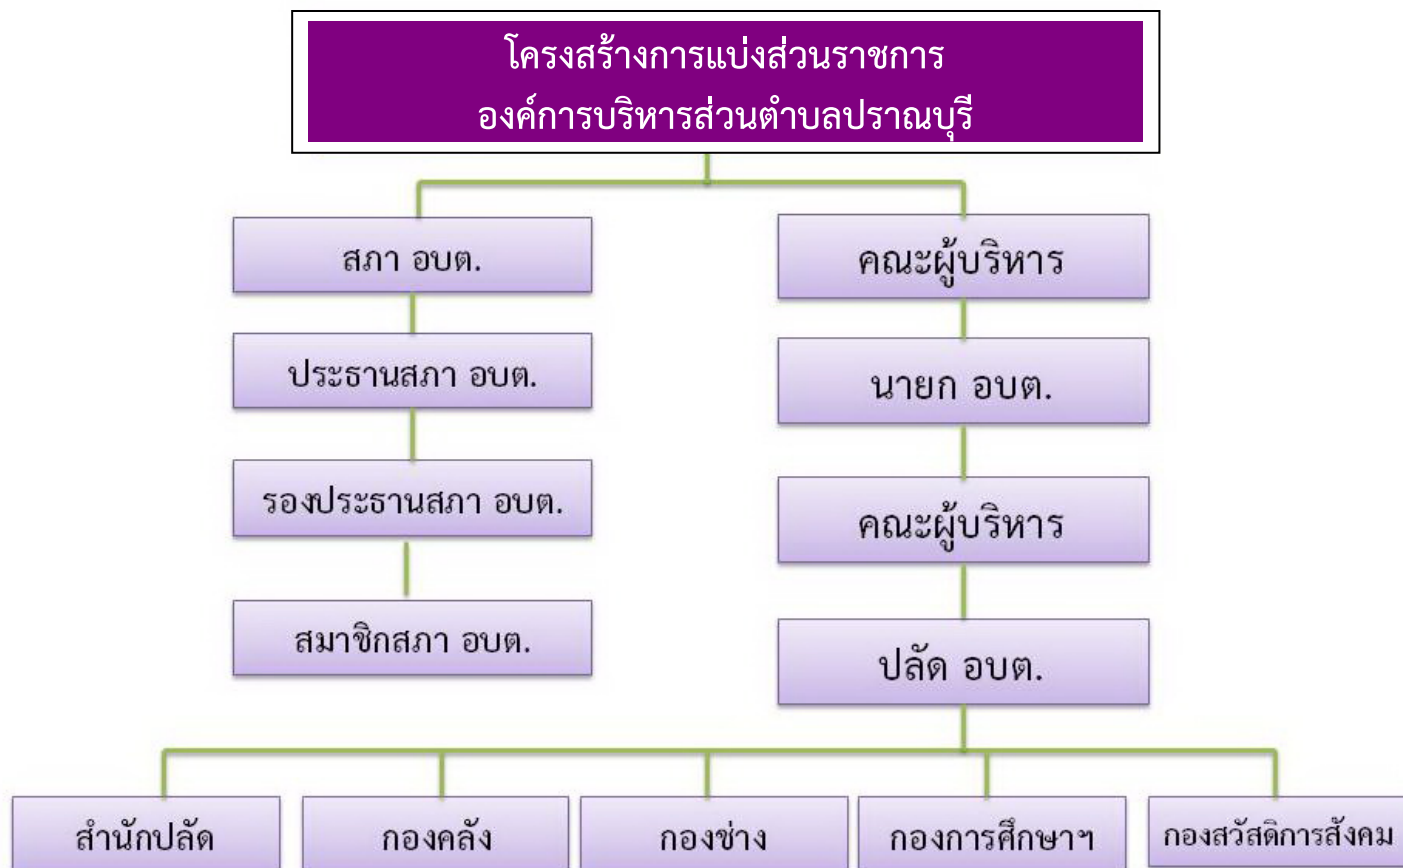 โครงสร้างการแบ่งส่วนราชการ
องค์การบริหารส่วนตำบลปราณบุรี
สภา อบต.
ประธานสภา อบต.
รองประธานสภา อบต.
สมาชิกสภา อบต.
คณะผู้บริหาร
นายก อบต.
คณะผู้บริหาร
ปลัด อบต.
สำนักปลัด
กองคลัง
กองช่าง
กองการศึกษาฯ
กองสวัสดิการสังคม